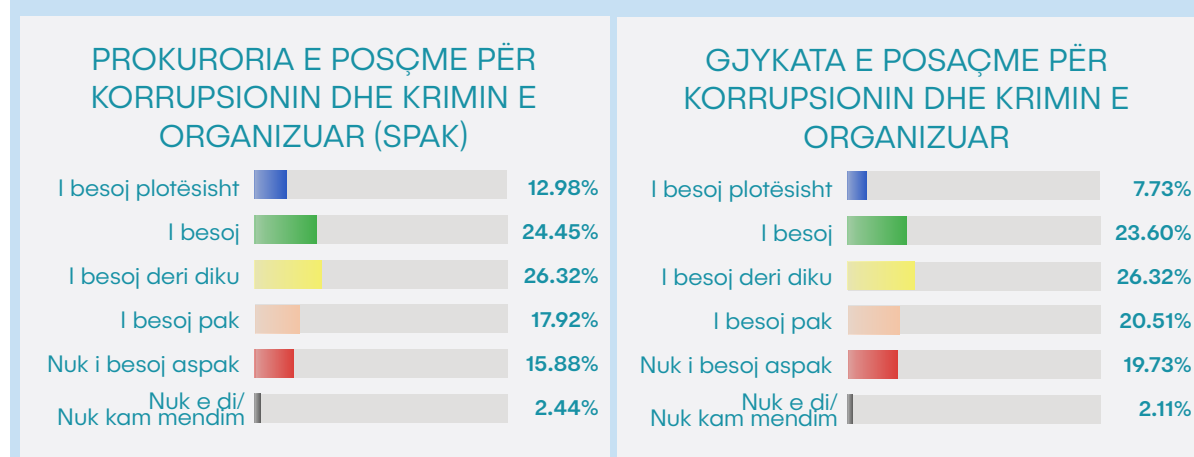 PROKURORIA E POSÇME PËR
KORRUPSIONIN DHE KRIMIN E
ORGANIZUAR (SPAK)
I besoj plotësisht 12.98%
I besoj 24.45%
I besoj deri diku 26.32%
I besoj pak 17.92%
Nuk i besoj aspak 15.88%
Nuk e di/
Nuk kam mendim 2.44%
GJYKATA E POSAÇME PËR
KORRUPSIONIN DHE KRIMIN E
ORGANIZUAR
I besoj plotësisht 7.73%
I besoj 23.60%
I besoj deri diku 26.32%
I besoj pak 20.51%
Nuk i besoj aspak 19.73%
Nuk e di/
Nuk kam mendim 2.11%